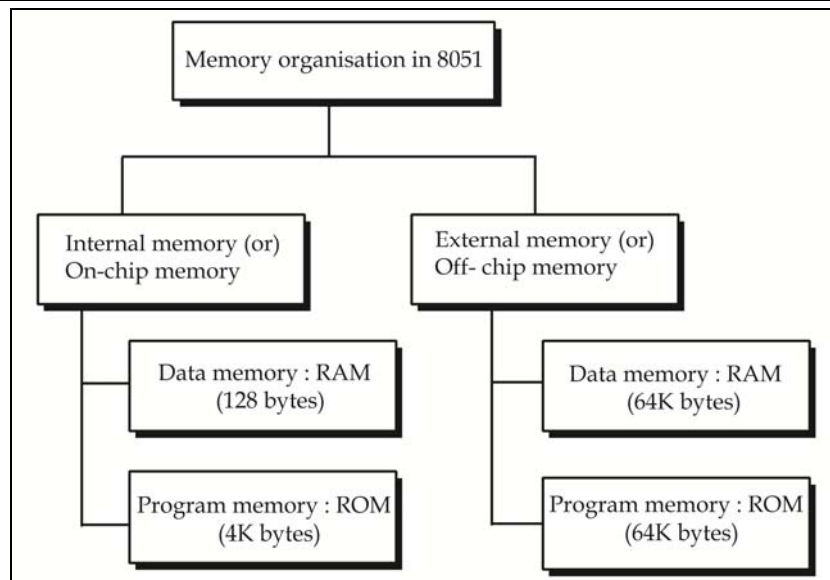 Memory organisation in 8051
Internal memory (or)
On-chip memory
External memory (or)
Off- chip memory
Data memory : RAM
(128 bytes)
Data memory : RAM
(64K bytes)
Program memory : ROM
(4K bytes)
Program memory : ROM
(64K bytes)